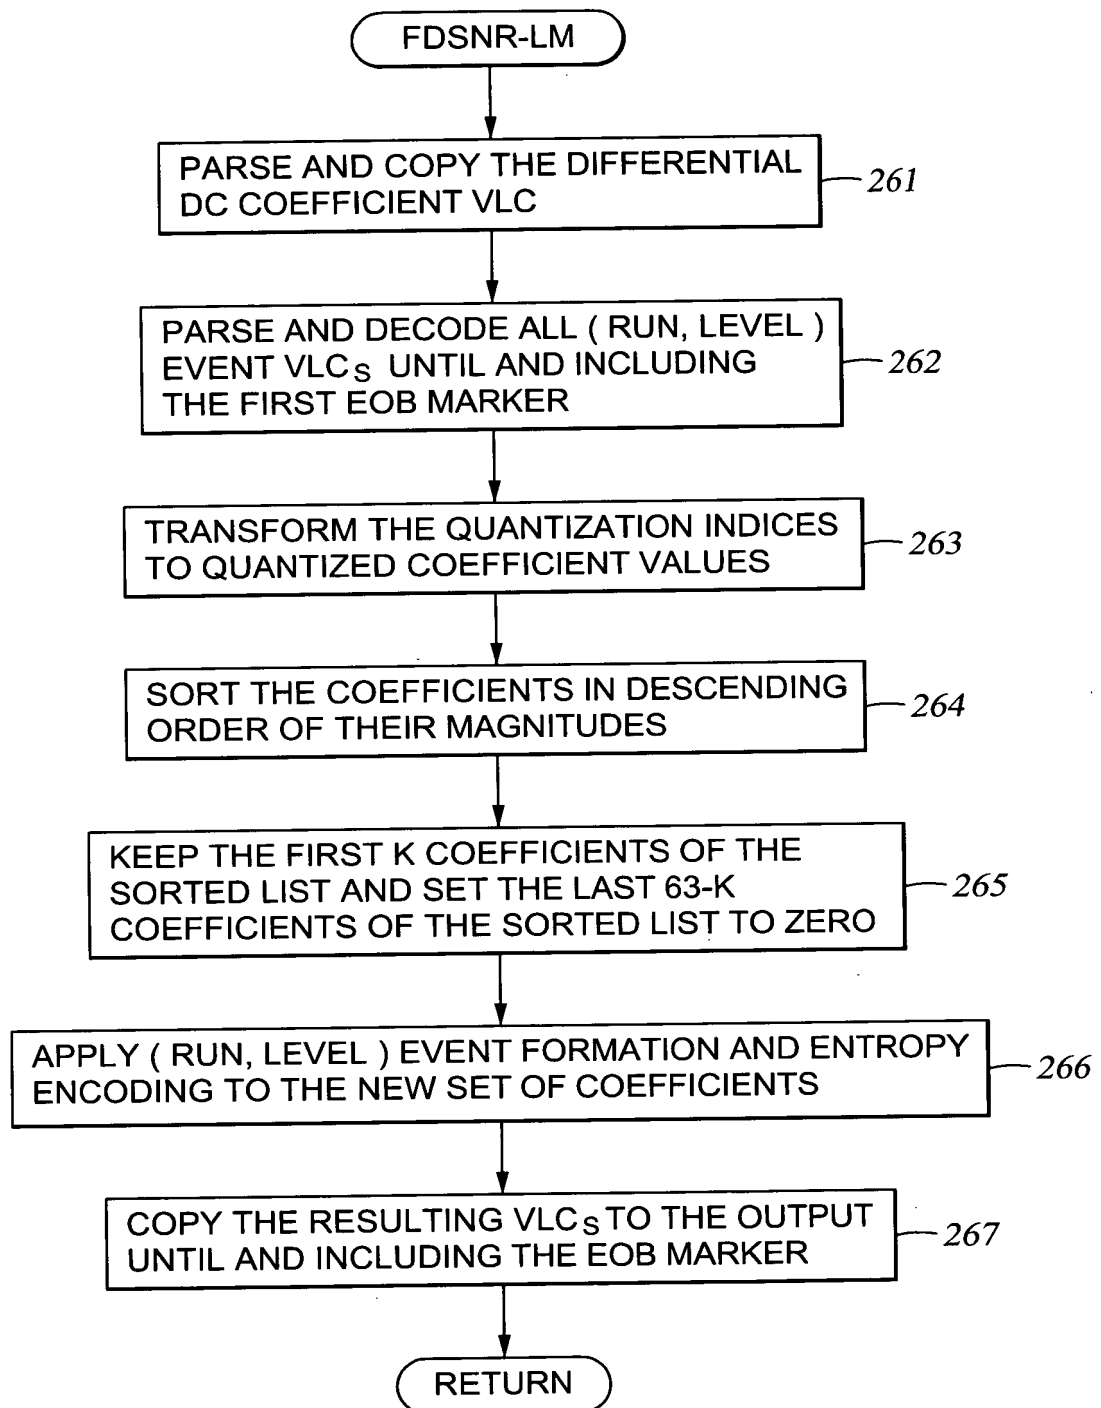 FDSNR-LM
PARSE AND COPY THE DIFFERENTIAL
DC COEFFICIENT VLC
261
PARSE AND DECODE ALL ( RUN, LEVEL )
EVENT VLCS UNTIL AND INCLUDING
THE FIRST EOB MARKER
262
TRANSFORM THE QUANTIZATION INDICES
TO QUANTIZED COEFFICIENT VALUES
263
SORT THE COEFFICIENTS IN DESCENDING
ORDER OF THEIR MAGNITUDES
264
KEEP THE FIRST K COEFFICIENTS OF THE
SORTED LIST AND SET THE LAST 63-K
COEFFICIENTS OF THE SORTED LIST TO ZERO
265
APPLY ( RUN, LEVEL ) EVENT FORMATION AND ENTROPY
ENCODING TO THE NEW SET OF COEFFICIENTS
266
COPY THE RESULTING VLCS TO THE OUTPUT
UNTIL AND INCLUDING THE EOB MARKER
267
RETURN